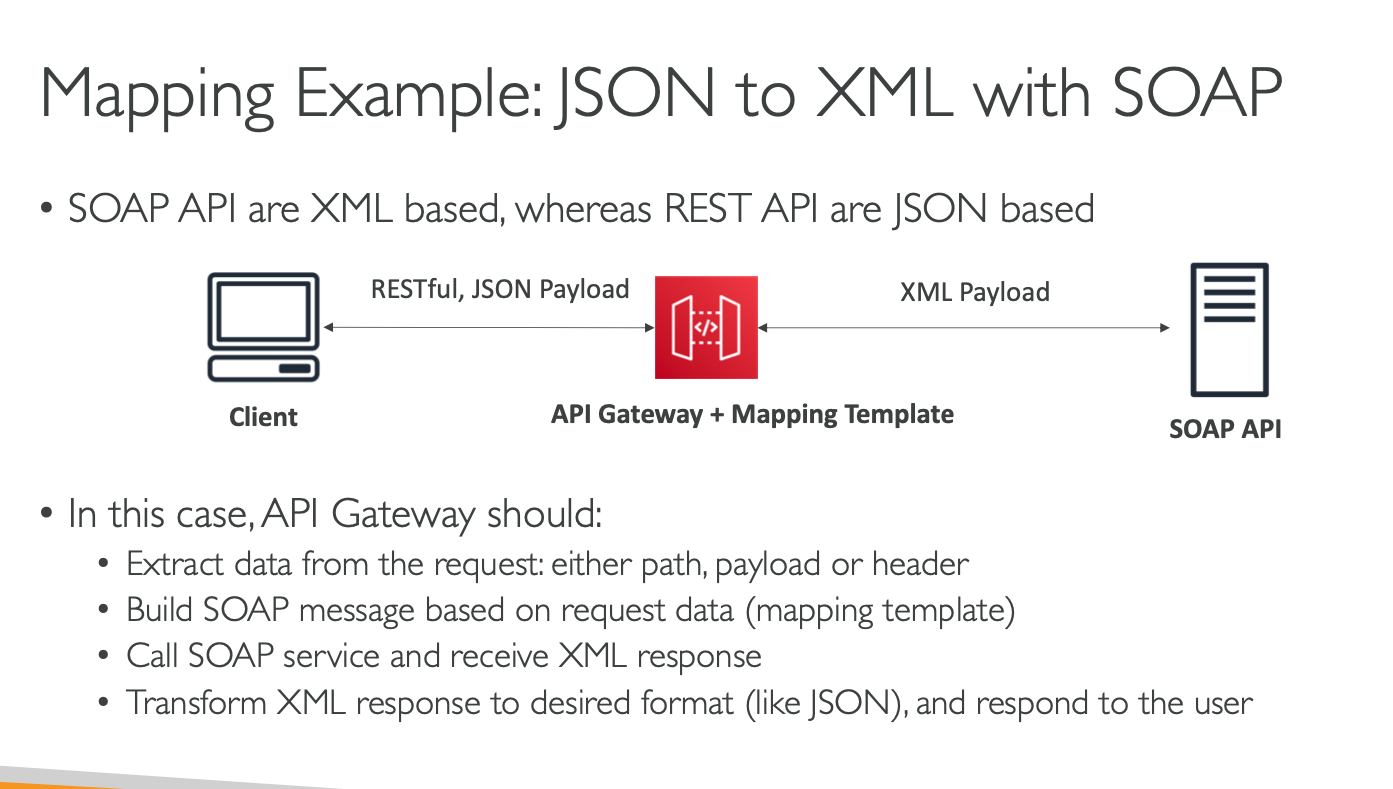 Mapping Example: JSON to XML with SOAP
• SOAP API are XML based, whereas REST API are JSON based
RESTful, JSON Payload
XML Payload
</>
Client
API Gateway + Mapping Template
SOAP API
• In this case, API Gateway should:
• Extract data from the request: either path, payload or header
• Build SOAP message based on request data (mapping template)
• Call SOAP service and receive XML response
• Transform XML response to desired format (like JSON), and respond to the user